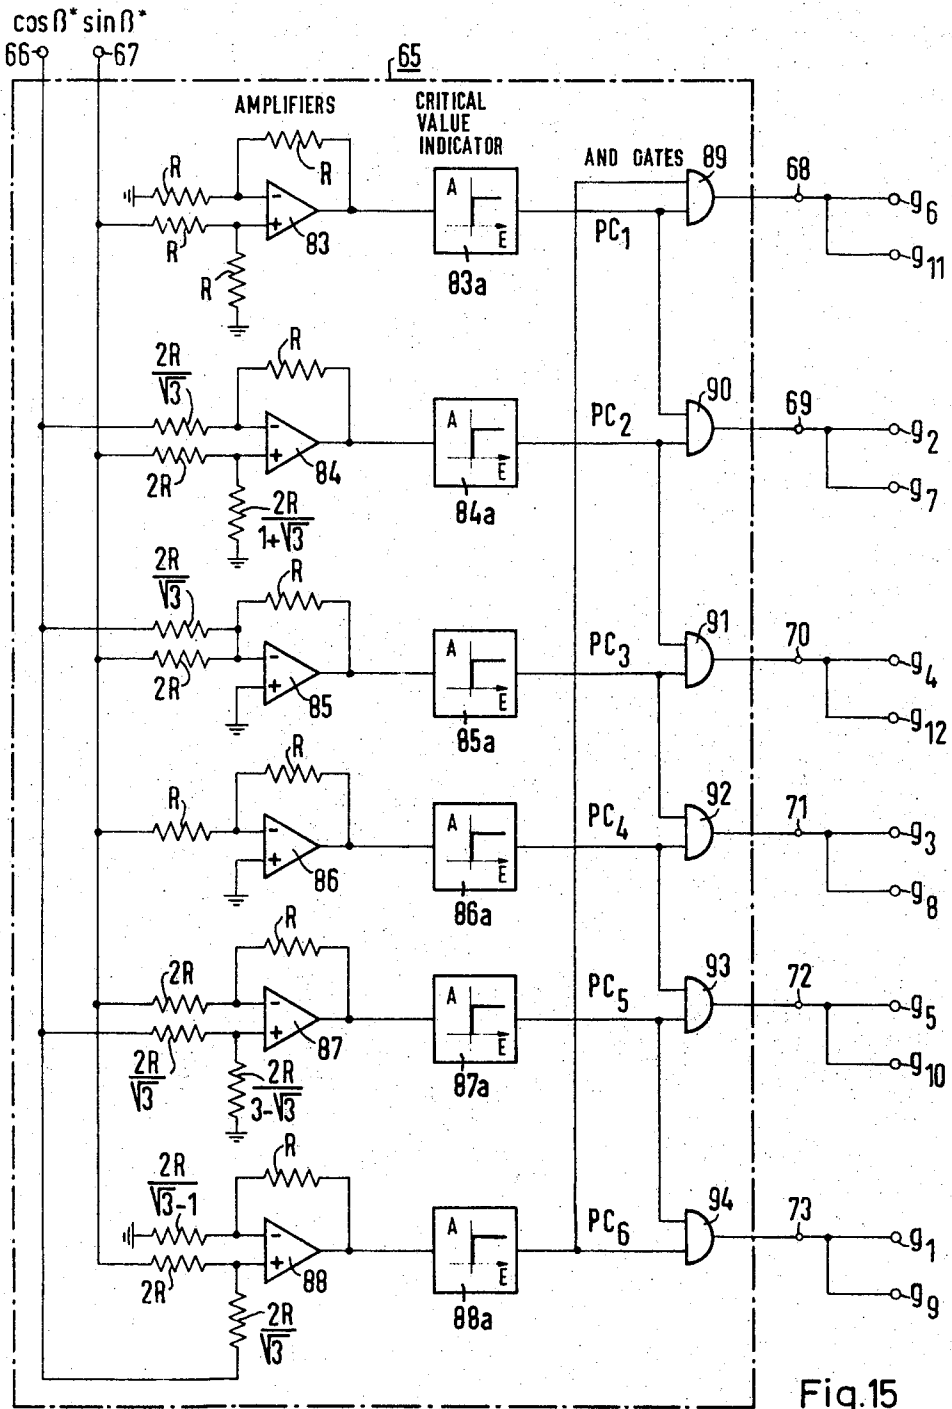 cosβ* sinβ*
66 67
65
AMPLIFIERS
CRITICAL
VALUE
INDICATOR
AND GATES
R
R
R
R
-
+
83
A
E
83a
PC1
89
68
g6
g11
2R
√3
2R
R
-
+
84
2R
1+√3
A
E
84a
PC2
90
69
g2
g7
2R
√3
2R
R
-
+
85
A
E
85a
PC3
91
70
g4
g12
R
R
-
+
86
A
E
86a
PC4
92
71
g3
g8
2R
2R
√3
R
-
+
87
2R
3-√3
A
E
87a
PC5
93
72
g5
g10
2R
√3-1
2R
R
-
+
88
2R
√3
A
E
88a
PC6
94
73
g1
g9
Fig.15